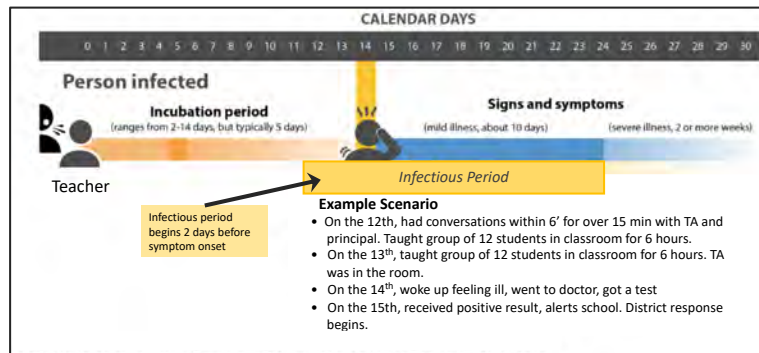 CALENDAR DAYS
0 1 2 3 4 5 6 7 8 9 10 11 12 13 14 15 16 17 18 19 20 21 22 23 24 25 26 27 28 29 30
Person infected
Incubation period
(ranges from 2-14 days, but typically 5 days)
Signs and symptoms
(mild illness, about 10 days)
(severe illness, 2 or more weeks)
Teacher
Infectious Period
Infectious period
begins 2 days before
symptom onset
Example Scenario
• On the 12th, had conversations within 6' for over 15 min with TA and
principal. Taught group of 12 students in classroom for 6 hours.
• On the 13th, taught group of 12 students in classroom for 6 hours. TA
was in the room.
• On the 14th, woke up feeling ill, went to doctor, got a test
• On the 15th, received positive result, alerts school. District response
begins.